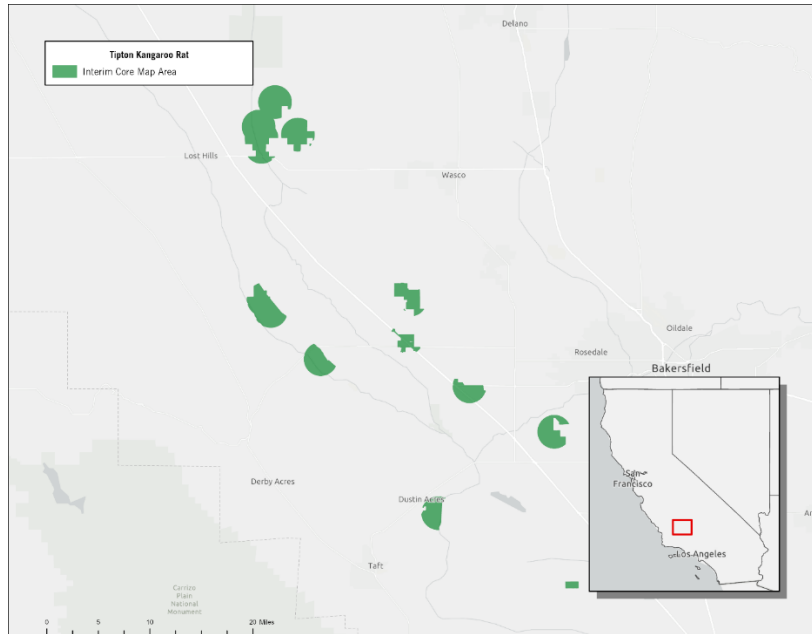 Delano
Tipton Kangaroo Rat
Interim Core Map Area
Lost Hills
Wasco
Oildale
Rosedale
Bakersfield
San
Francisco
Derby Acres
Dustin Acres
Los Angeles
Taft
Carrizo
Plain
National
Monument
0 5 10 20 Miles